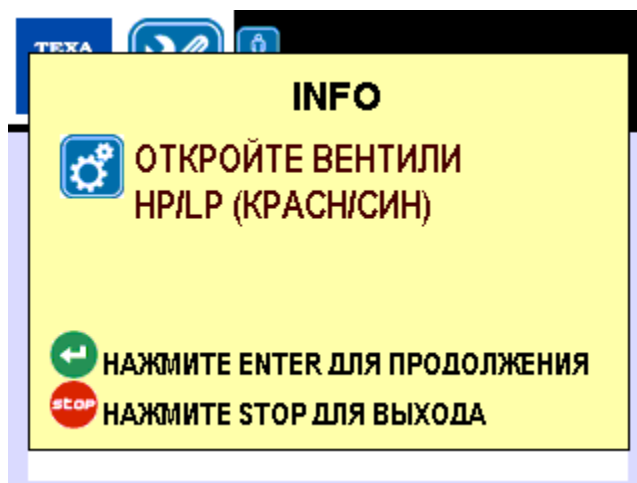 TEXA
INFO
ОТКРОЙТЕ ВЕНТИЛИ
HP/LP (КРАСН/СИН)
НАЖМИТЕ ENTER ДЛЯ ПРОДОЛЖЕНИЯ
STOP
НАЖМИТЕ STOP ДЛЯ ВЫХОДА